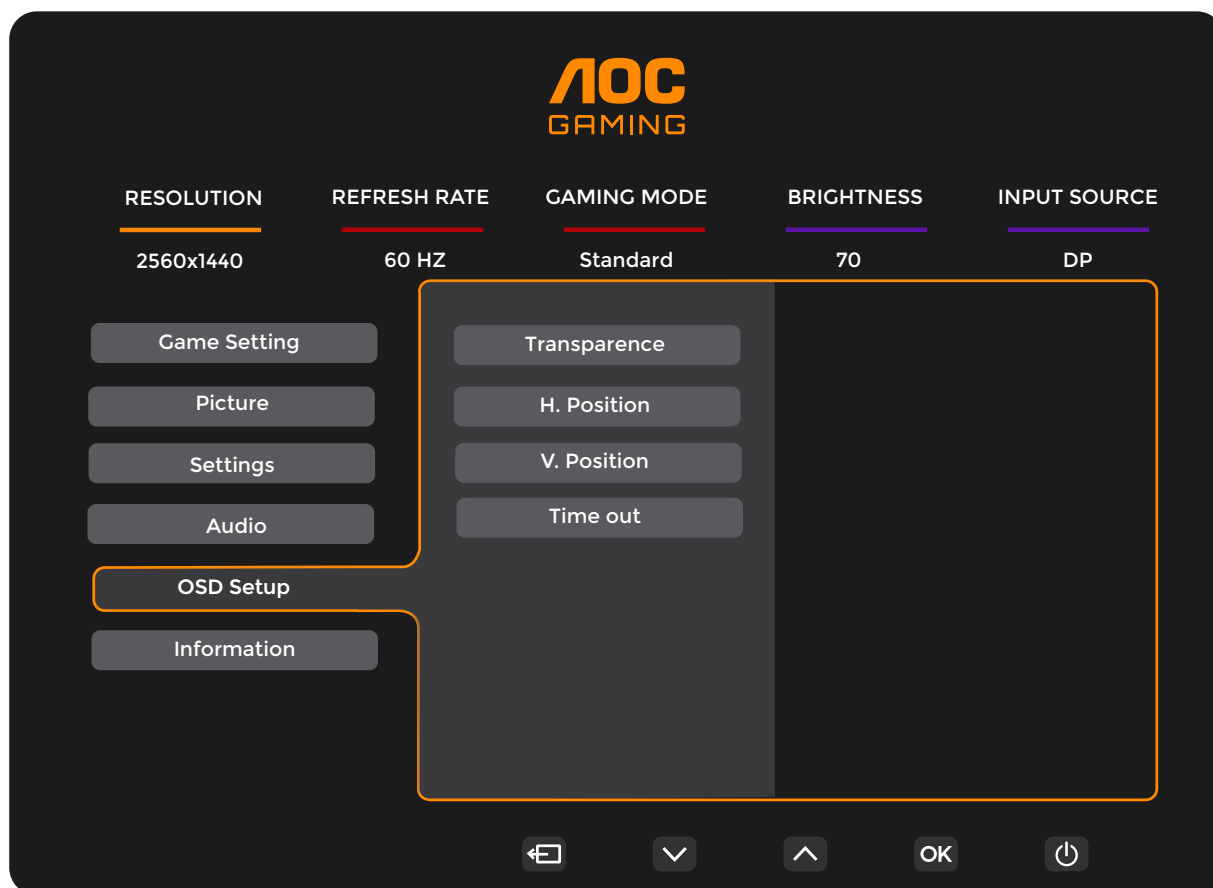 AOC
GAMING
RESOLUTION REFRESH RATE GAMING MODE BRIGHTNESS INPUT SOURCE
2560x1440 60 HZ Standard 70 DP
Game Setting Transparence
Picture H. Position
Settings V. Position
Audio Time out
OSD Setup
Information
OK